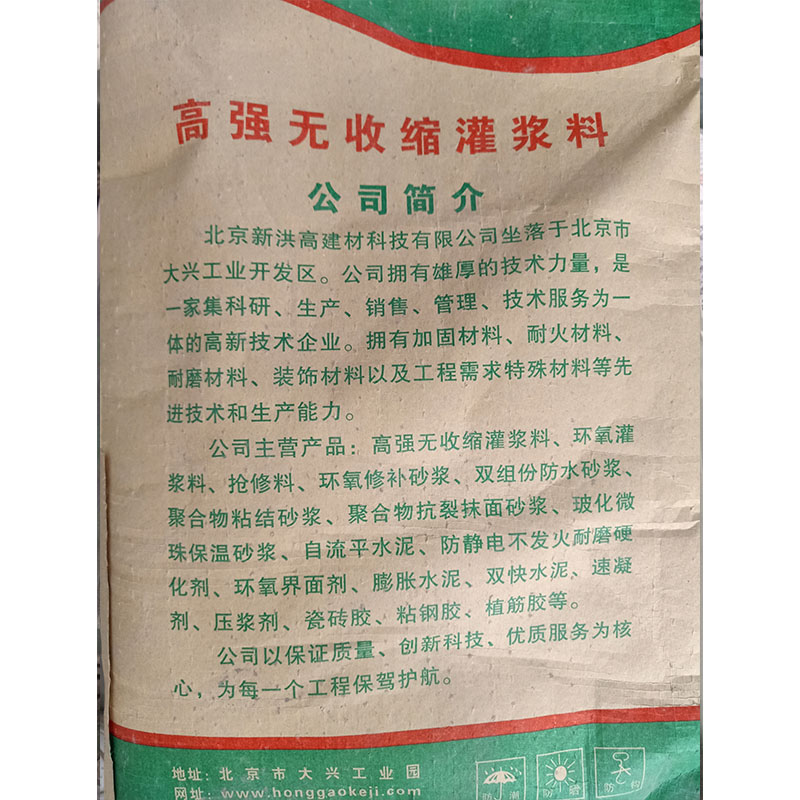 高强无收缩灌浆料
公司简介
北京新洪高建材科技有限公司坐落于北京市
大兴工业开发区。公司拥有雄厚的技术力量，是
一家集科研、生产、销售、管理、技术服务为一
体的高新技术企业。拥有加固材料、耐火材料、
耐磨材料、装饰材料以及工程需求特殊材料等先
进技术和生产能力。
公司主营产品：高强无收缩灌浆料、环氧灌
浆料、抢修料、环氧修补砂浆、双组份防水砂浆、
聚合物粘结砂浆、聚合物抗裂抹面砂浆、玻化微
珠保温砂浆、自流平水泥、防静电不发火耐磨硬
化剂、环氧界面剂、膨胀水泥、双快水泥、速凝
剂、压浆剂、瓷砖胶、粘钢胶、植筋胶等。
公司以保证质量、创新科技、优质服务为核
心，为每一个工程保驾护航。
地址：北京市大兴工业园
网址：www.honggaokeji.com
防潮 防晒 防钩